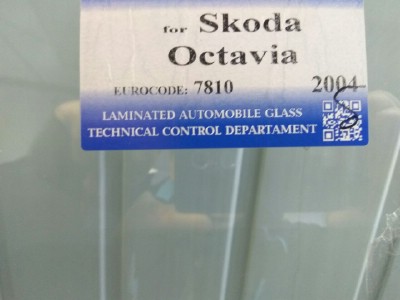 for Skoda
Octavia
EUROCODE: 7810 2004
LAMINATED AUTOMOBILE GLASS
TECHNICAL CONTROL DEPARTAMENT